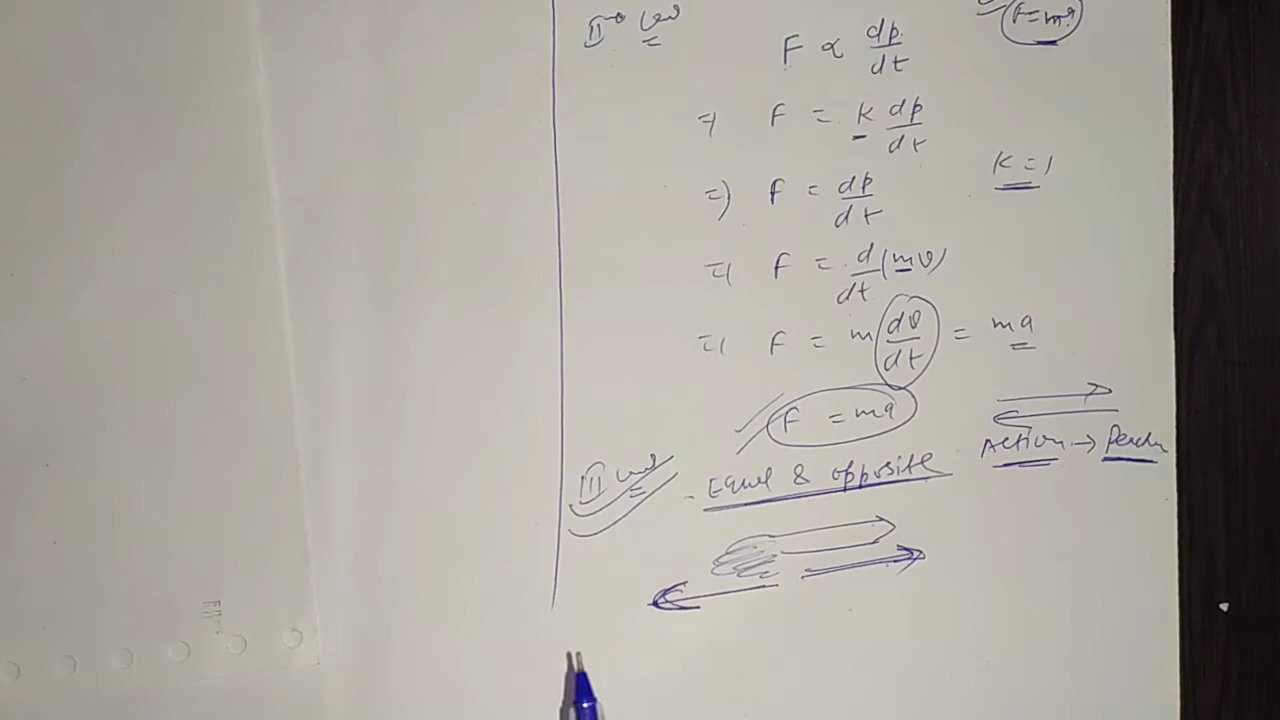 II law
F = ma
F ∝ dp/dt
=) F = k dp/dt
K = 1
=) F = dp/dt
=) F = d/dt (mv)
=) F = m dv/dt = ma
F = ma
Action →
III law - Equal & opposite